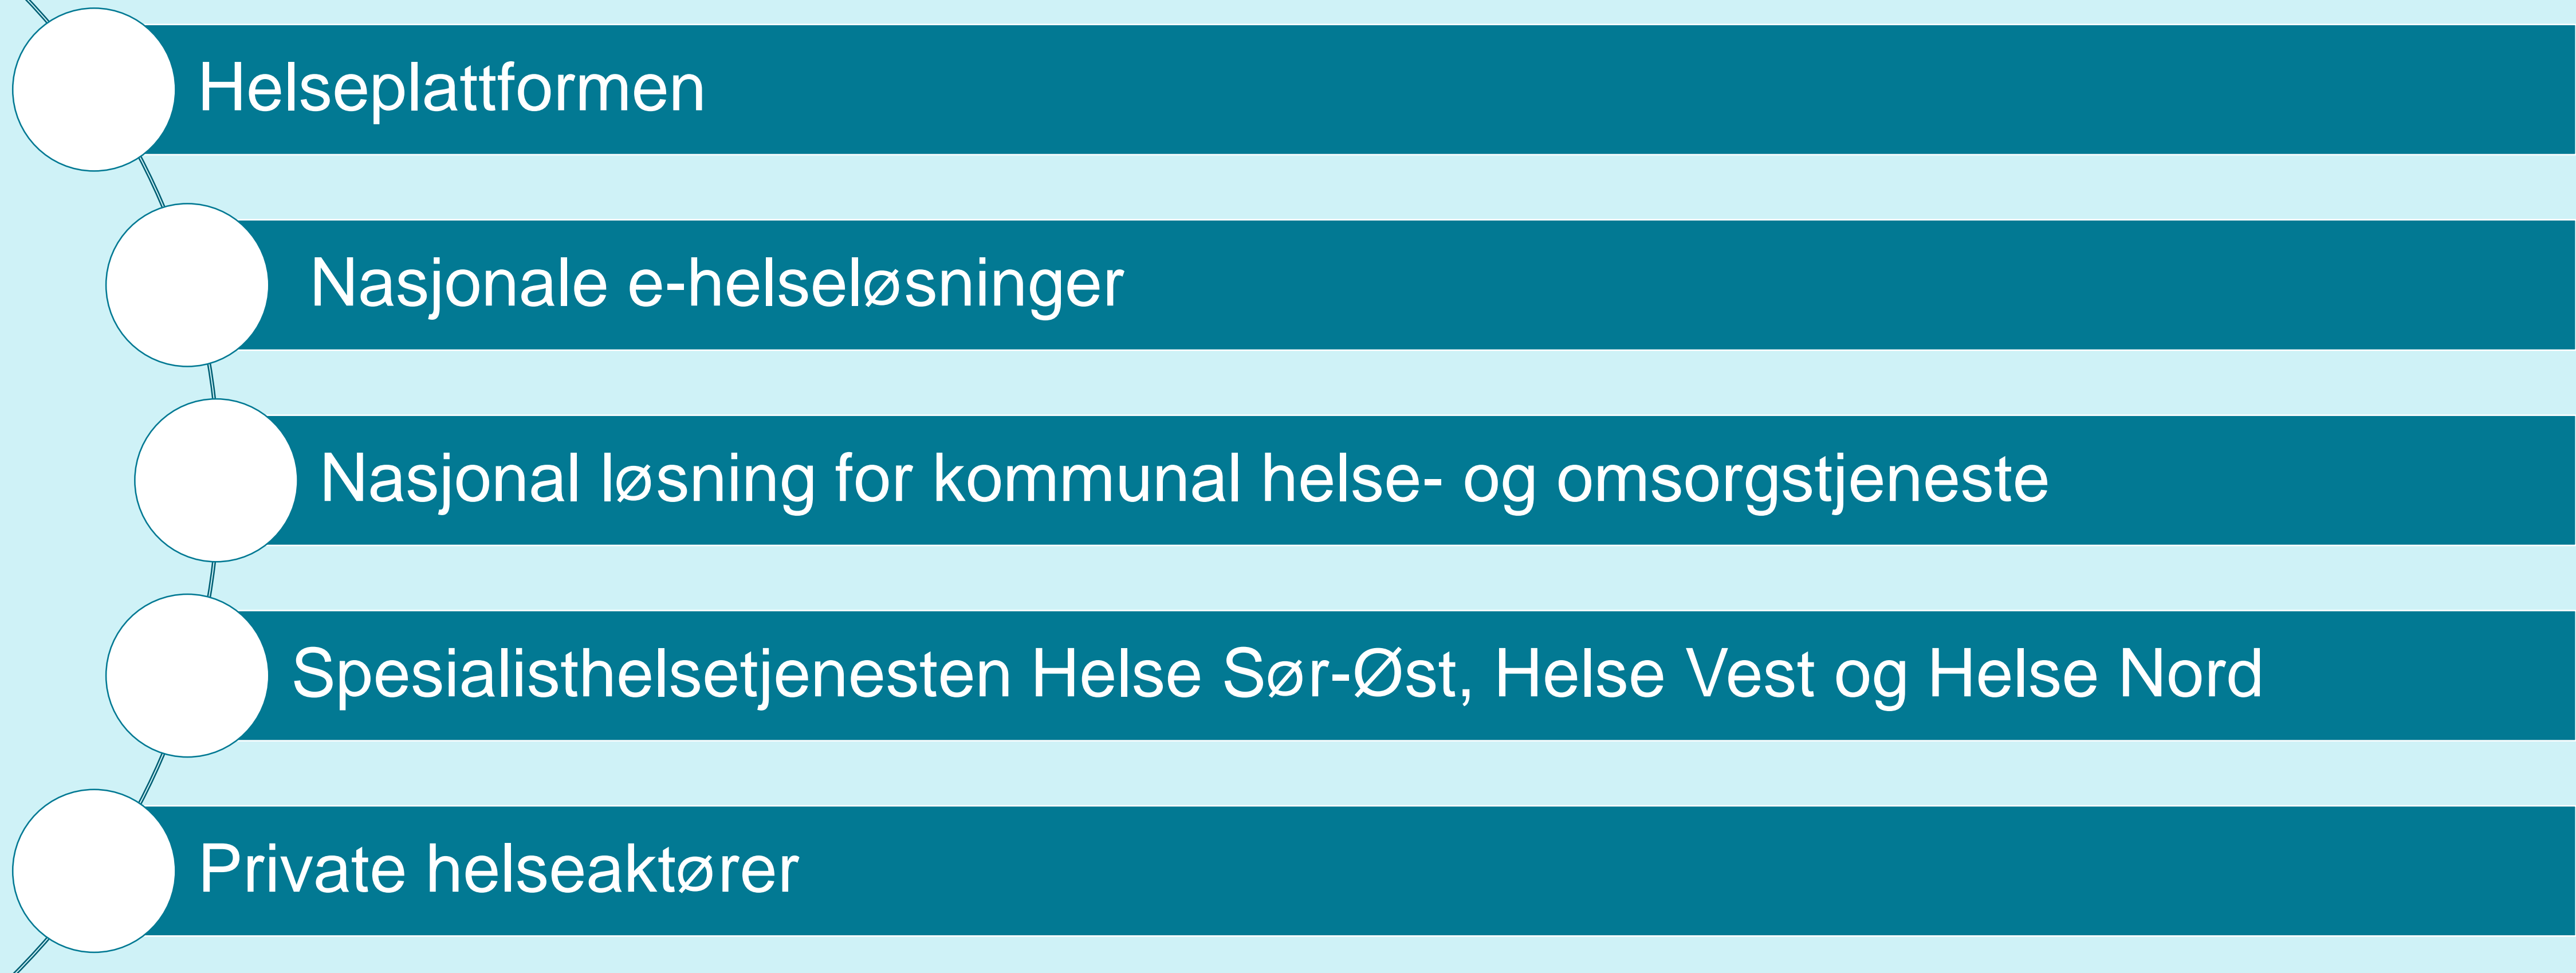 Helseplattformen
Nasjonale e-helseløsninger
Nasjonal løsning for kommunal helse- og omsorgstjeneste
Spesialisthelsetjenesten Helse Sør-Øst, Helse Vest og Helse Nord
Private helseaktører